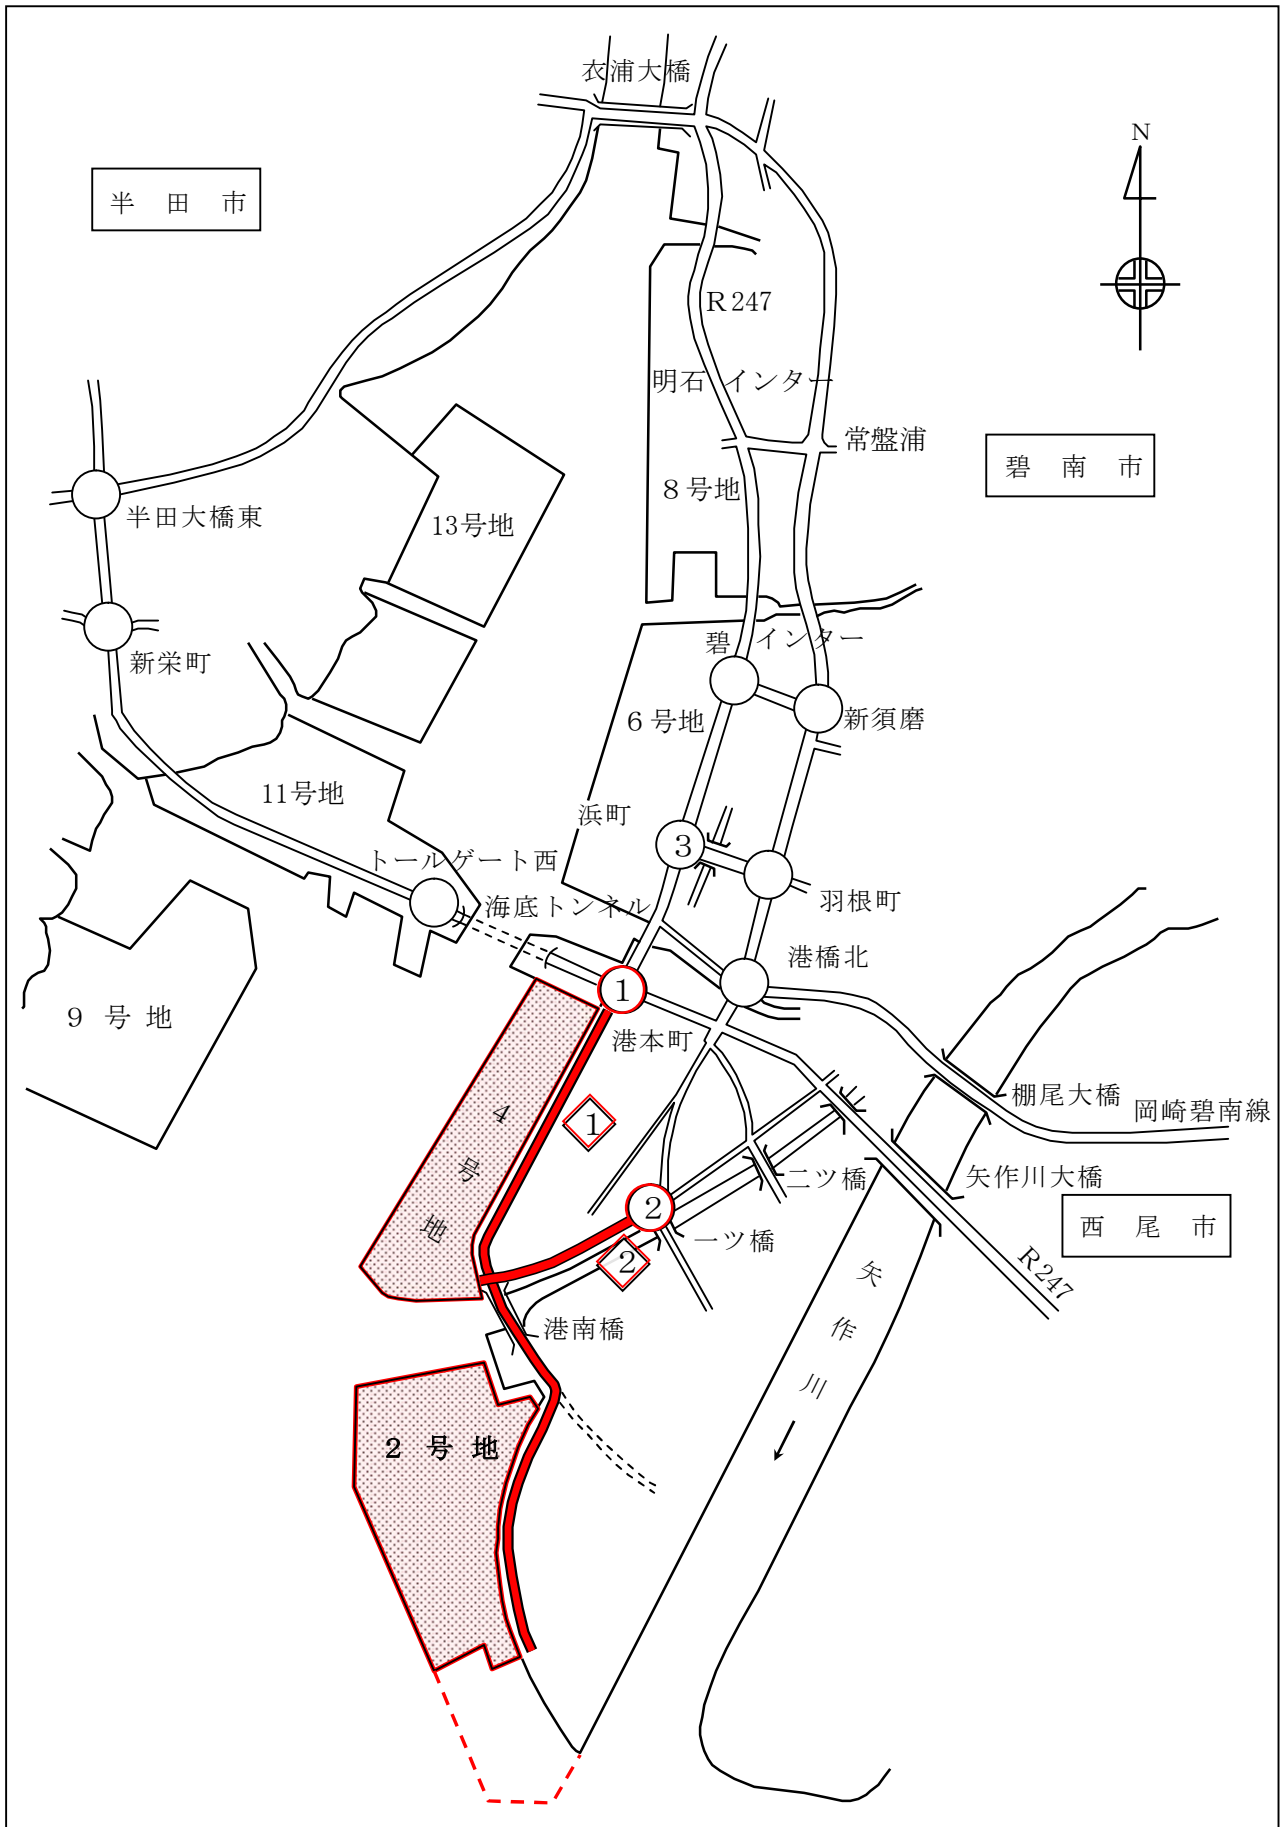 衣浦大橋
N
半田市
R247
明石インター
常盤浦
碧南市
8号地
半田大橋東
13号地
碧インター
新栄町
6号地
新須磨
11号地
浜町
3
トールゲート西
海底トンネル
羽根町
港橋北
1
9号地
港本町
棚尾大橋
岡崎碧南線
4号地
1
二ツ橋
矢作川大橋
2
西尾市
一ツ橋
2
R247
矢作川
港南橋
2号地